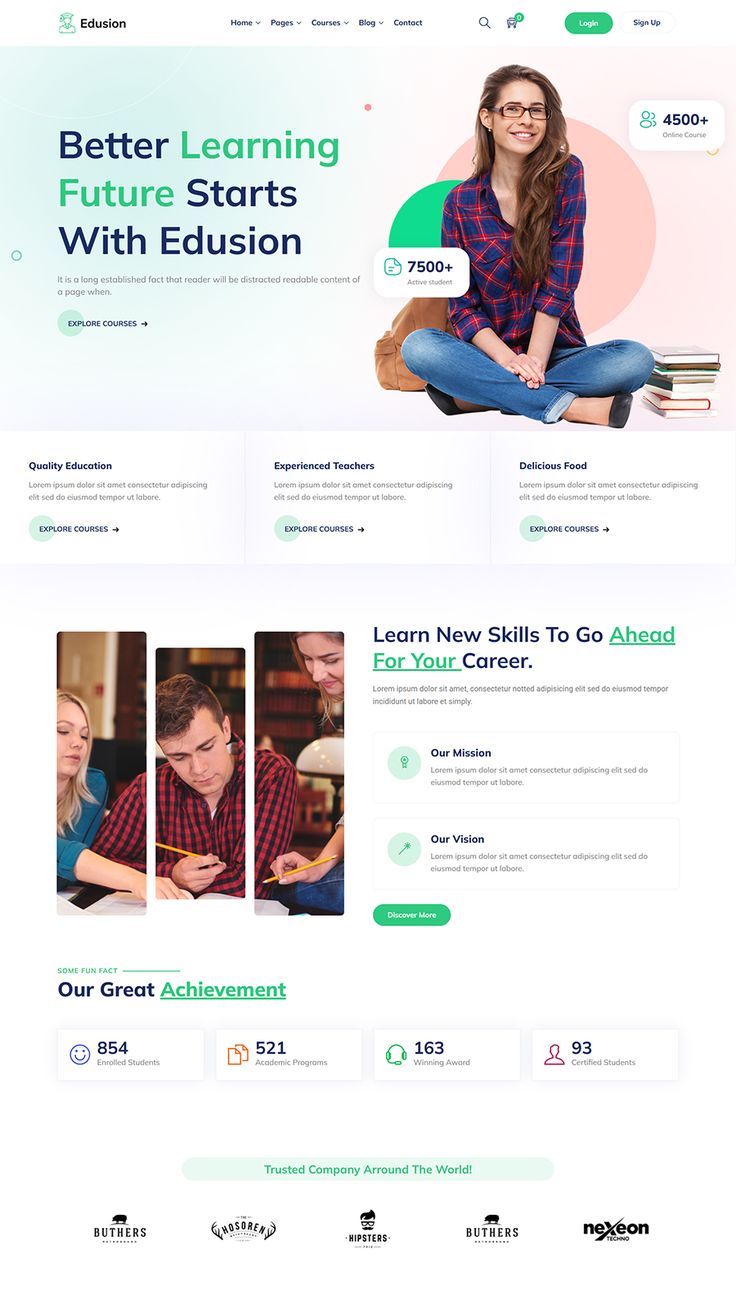 Edusion
Home Pages Courses Blog Contact
0
Login
Sign Up
Better Learning
Future Starts
With Edusion
It is a long established fact that reader will be distracted readable content of
a page when.
EXPLORE COURSES
4500+
Online Course
7500+
Active student
Quality Education
Lorem ipsum dolor sit amet consectetur adipiscing
elit sed do eiusmod tempor ut labore.
EXPLORE COURSES
Experienced Teachers
Lorem ipsum dolor sit amet consectetur adipiscing
elit sed do eiusmod tempor ut labore.
EXPLORE COURSES
Delicious Food
Lorem ipsum dolor sit amet consectetur adipiscing
elit sed do eiusmod tempor ut labore.
EXPLORE COURSES
Learn New Skills To Go Ahead
For Your Career.
Lorem ipsum dolor sit amet, consectetur notted adipisicing elit sed do eiusmod tempor
incididunt ut labore et simply.
Our Mission
Lorem ipsum dolor sit amet consectetur adipiscing elit sed do
eiusmod tempor ut labore.
Our Vision
Lorem ipsum dolor sit amet consectetur adipiscing elit sed do
eiusmod tempor ut labore.
Discover More
SOME FUN FACT
Our Great Achievement
854
Enrolled Students
521
Academic Programs
163
Winning Award
93
Certified Students
Trusted Company Arround The World!
BUTHERS
THE
HOSOREN
HIPSTERS
BUTHERS
neXeon
TECHNO